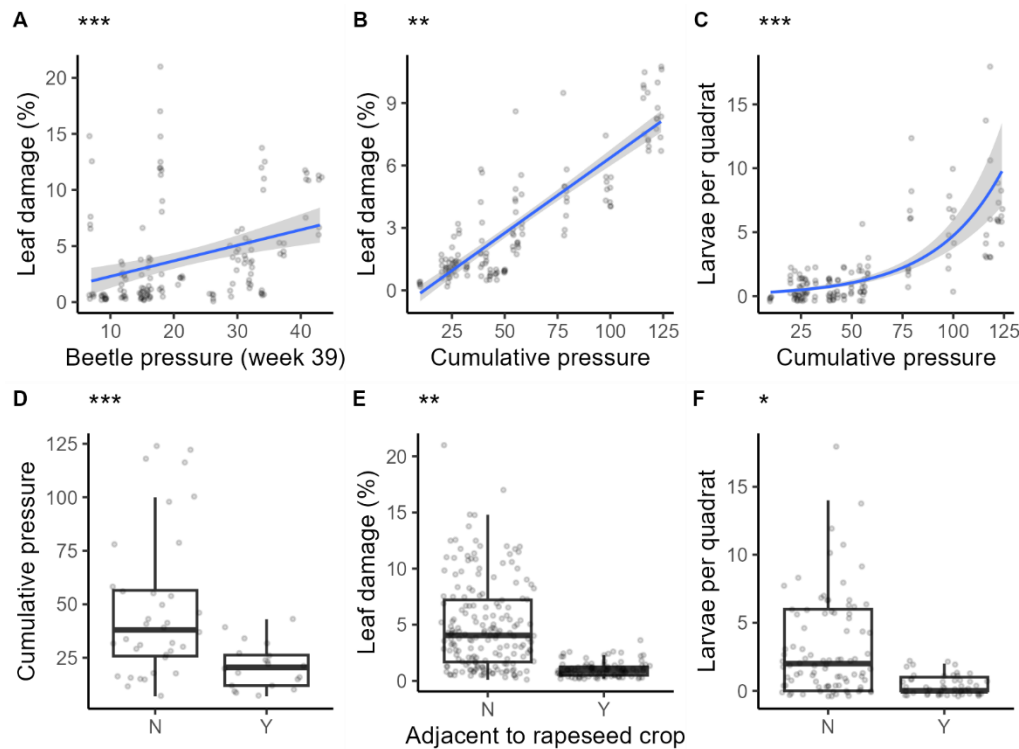 A ***
Leaf damage (%)
20
15
10
5
0
10 20 30 40
Beetle pressure (week 39)
B **
Leaf damage (%)
9
6
3
0
25 50 75 100 125
Cumulative pressure
C ***
Larvae per quadrat
15
10
5
0
25 50 75 100 125
Cumulative pressure
D ***
Cumulative pressure
125
100
75
50
25
N Y
E **
Leaf damage (%)
20
15
10
5
0
N Y
Adjacent to rapeseed crop
F *
Larvae per quadrat
15
10
5
0
N Y